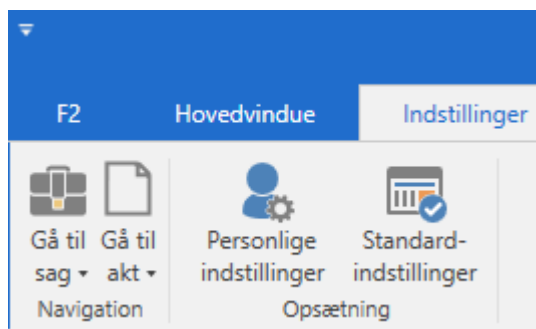 F2 Hovedvindue Indstillinger
Gå til Gå til Personlige Standard-
sag akt indstillinger indstillinger
Navigation Opsætning